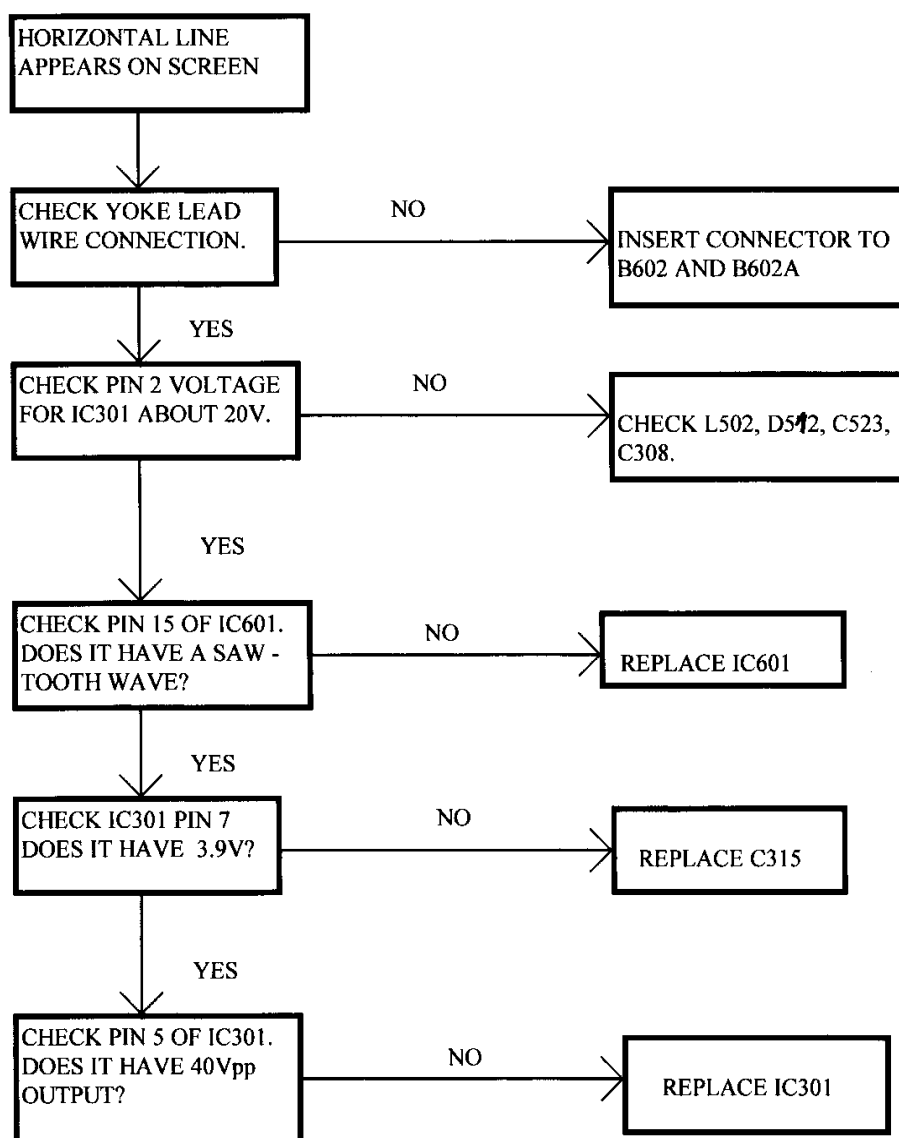 HORIZONTAL LINE
APPEARS ON SCREEN
CHECK YOKE LEAD
WIRE CONNECTION.
NO
INSERT CONNECTOR TO
B602 AND B602A
YES
CHECK PIN 2 VOLTAGE
FOR IC301 ABOUT 20V.
NO
CHECK L502, C523,
C308.
YES
CHECK PIN 15 OF IC601.
DOES IT HAVE A SAW -
TOOTH WAVE?
NO
REPLACE IC601
YES
CHECK IC301 PIN 7
DOES IT HAVE 3.9V?
NO
REPLACE C315
YES
CHECK PIN 5 OF IC301.
DOES IT HAVE 40Vpp
OUTPUT?
NO
REPLACE IC301